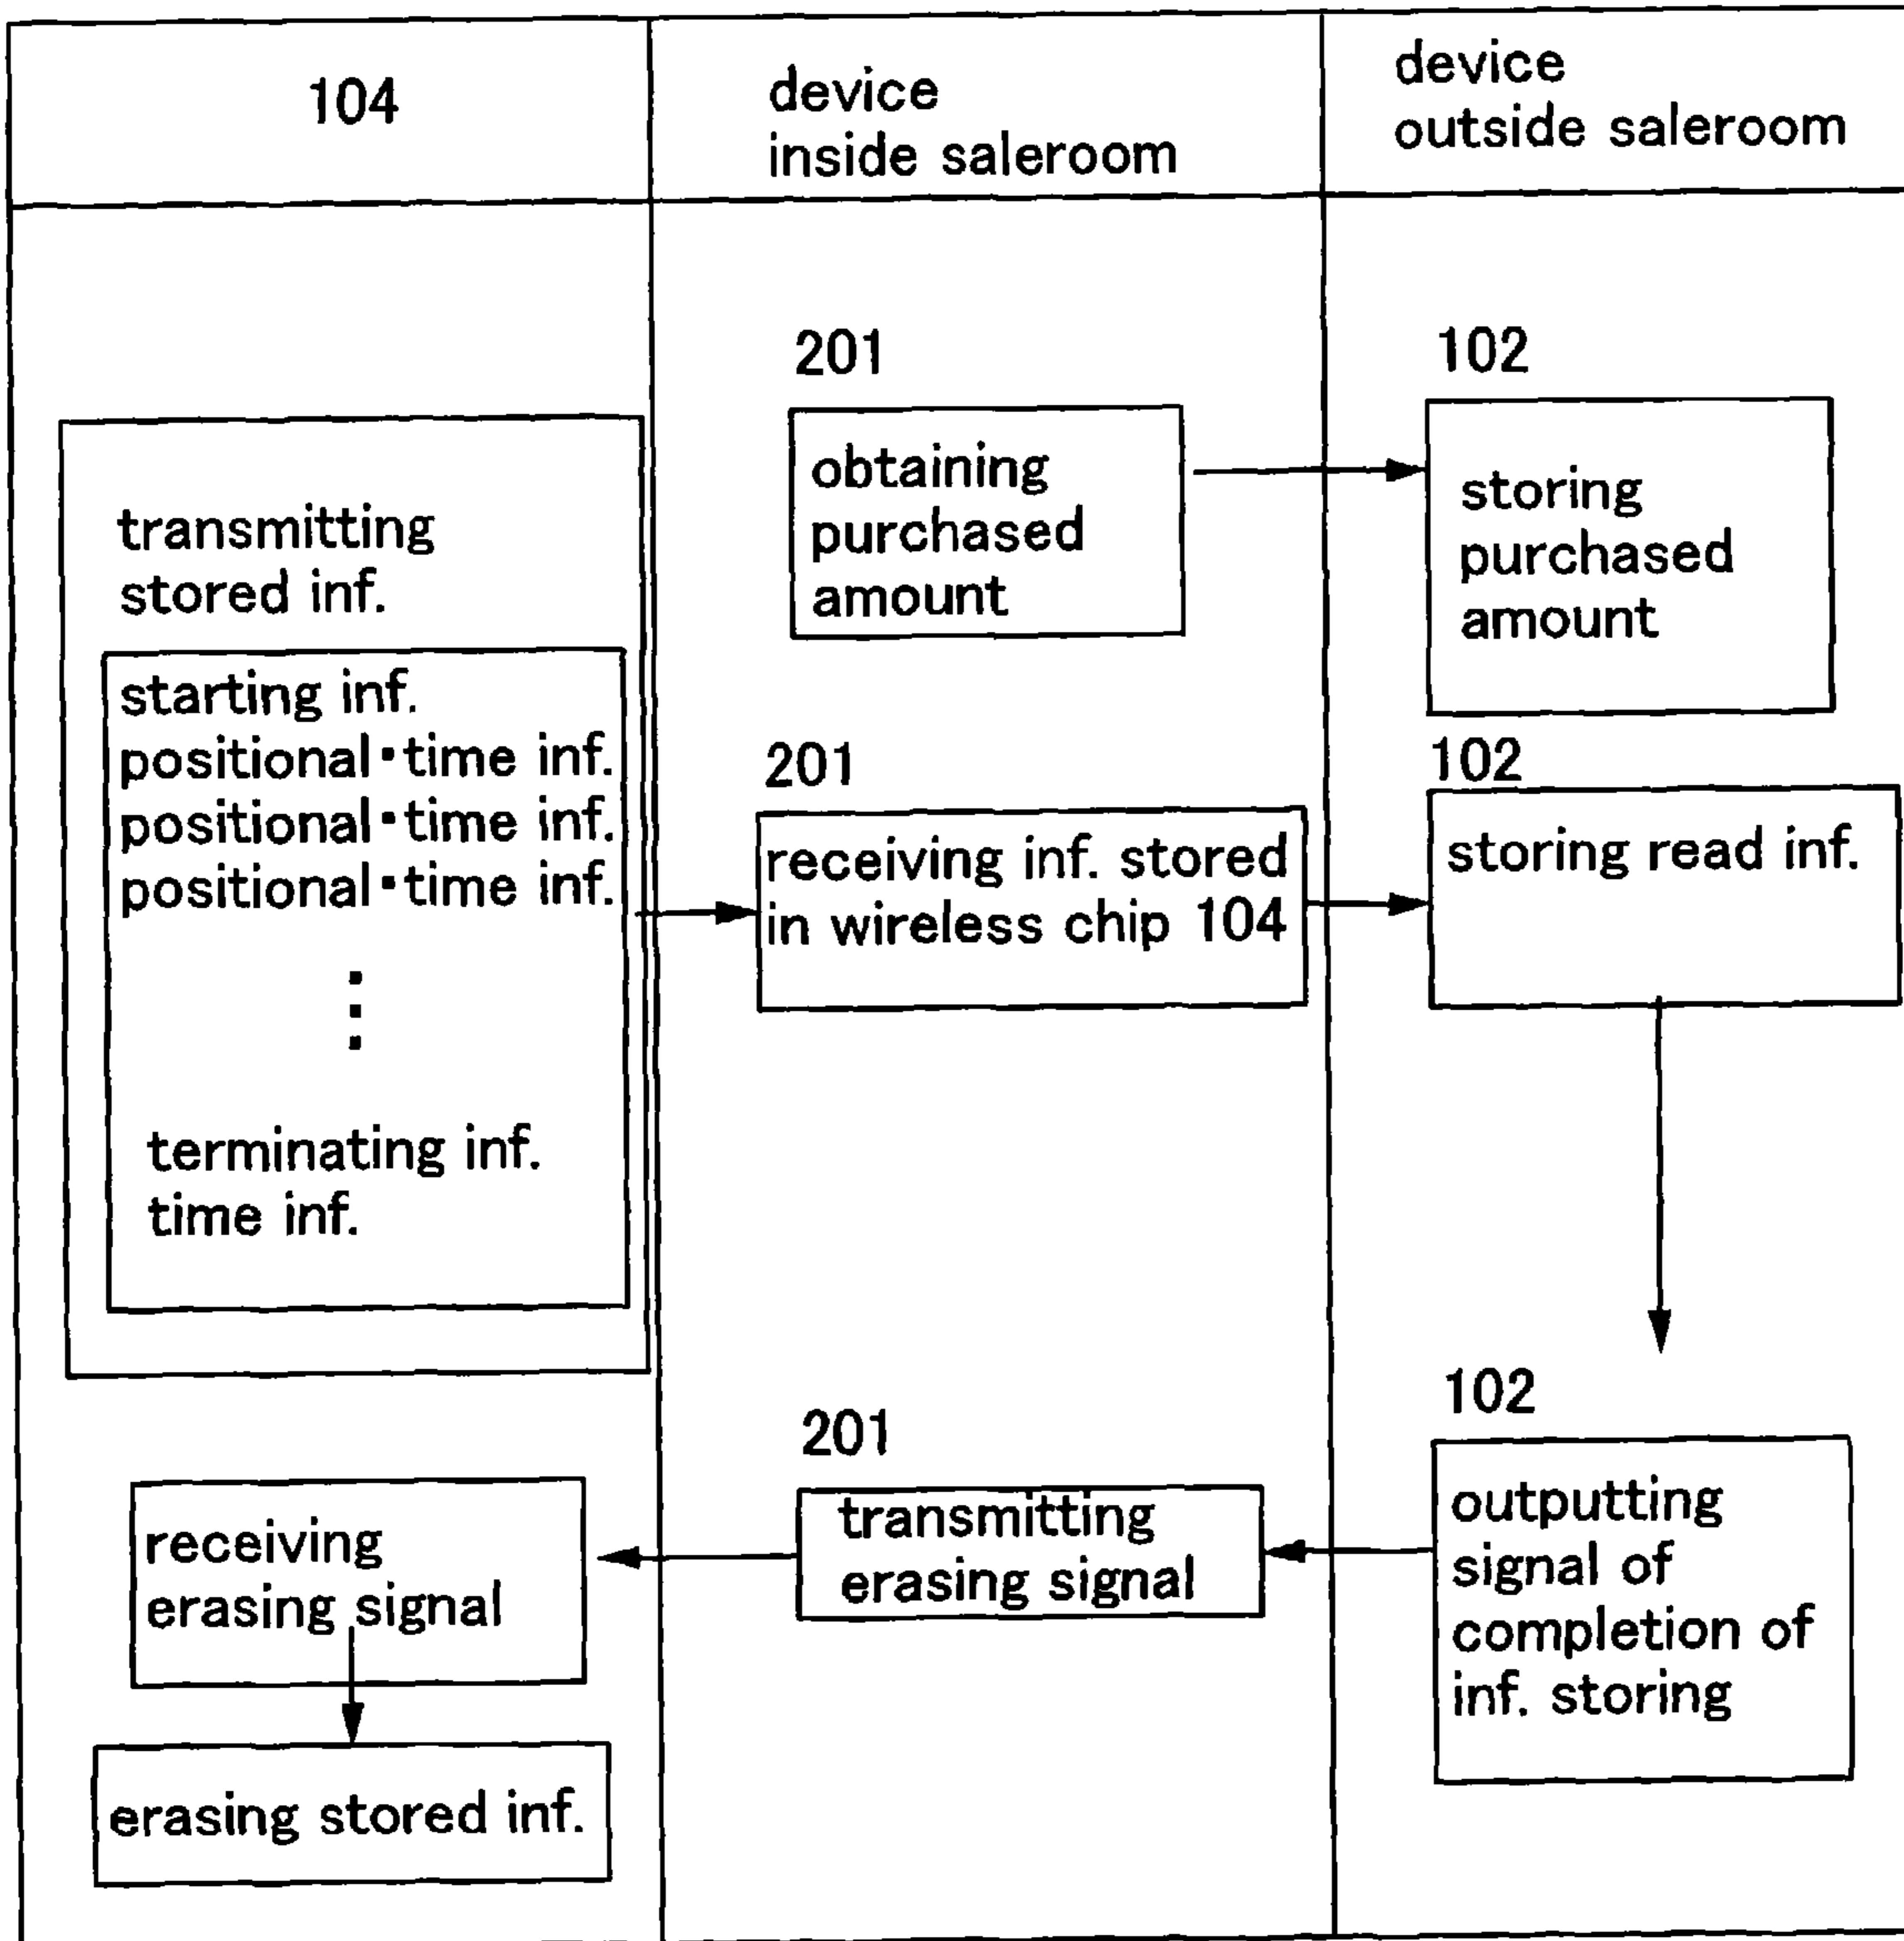 104
device
inside saleroom
device
outside saleroom
transmitting
stored inf.
starting inf.
positional・time inf.
positional・time inf.
positional・time inf.
⋮
terminating inf.
time inf.
receiving
erasing signal
erasing stored inf.
201
obtaining
purchased
amount
201
receiving inf. stored
in wireless chip 104
201
transmitting
erasing signal
102
storing
purchased
amount
102
storing read inf.
102
outputting
signal of
completion of
inf. storing